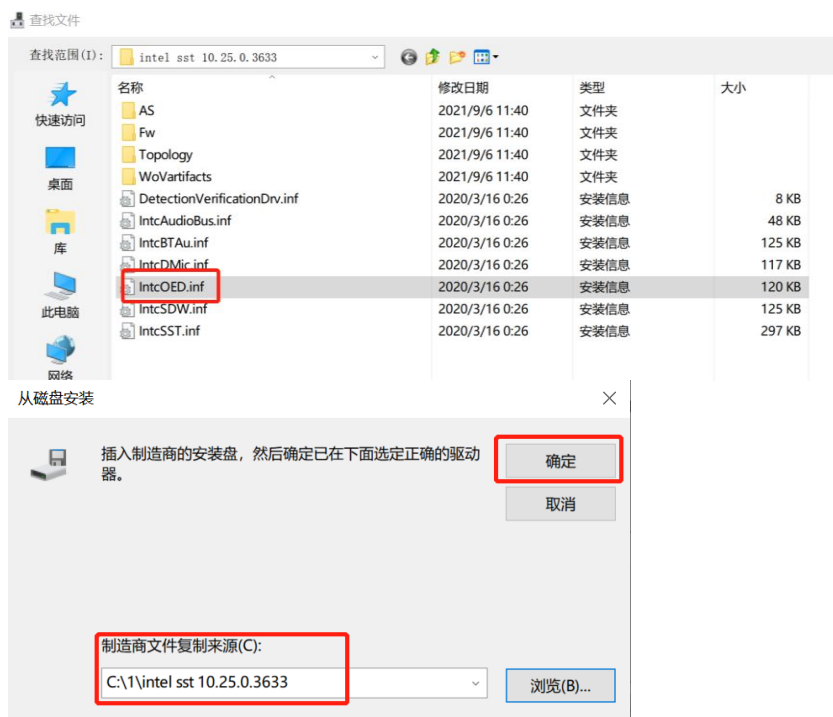 查找文件
查找范围(I): intel sst 10.25.0.3633
名称 修改日期 类型 大小
AS 2021/9/6 11:40 文件夹
Fw 2021/9/6 11:40 文件夹
Topology 2021/9/6 11:40 文件夹
WoVartifacts 2021/9/6 11:40 文件夹
DetectionVerificationDrv.inf 2020/3/16 0:26 安装信息 8 KB
IntcAudioBus.inf 2020/3/16 0:26 安装信息 48 KB
IntcBTAu.inf 2020/3/16 0:26 安装信息 125 KB
IntcDMic.inf 2020/3/16 0:26 安装信息 117 KB
IntcOED.inf 2020/3/16 0:26 安装信息 120 KB
IntcSDW.inf 2020/3/16 0:26 安装信息 125 KB
IntcSST.inf 2020/3/16 0:26 安装信息 297 KB
快速访问
桌面
库
此电脑
网络
从磁盘安装
插入制造商的安装盘，然后确定已在下面选定正确的驱动
器。
确定
取消
制造商文件复制来源(C):
C:\1\intel sst 10.25.0.3633
浏览(B)...